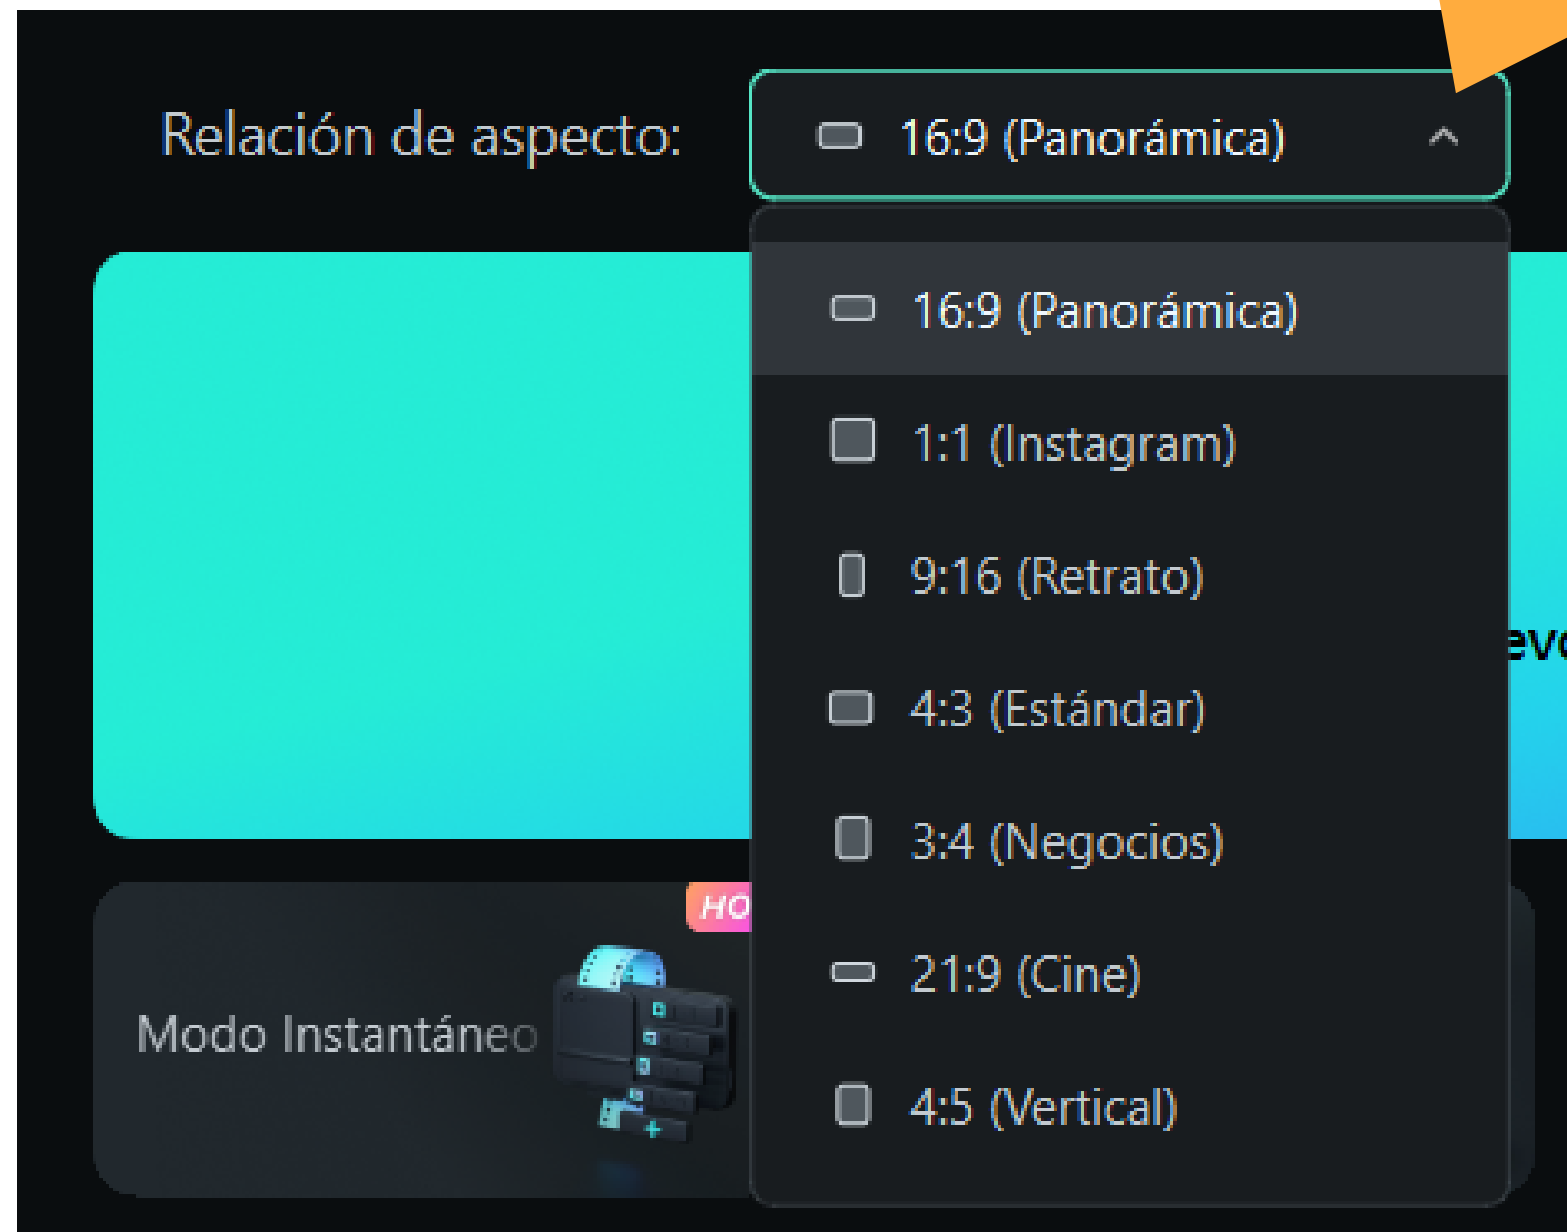 Relación de aspecto:
16:9 (Panorámica)
16:9 (Panorámica)
1:1 (Instagram)
9:16 (Retrato)
4:3 (Estándar)
3:4 (Negocios)
21:9 (Cine)
4:5 (Vertical)
Modo Instantáneo